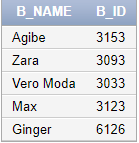 B_NAME B_ID
Agibe 3153
Zara 3093
Vero Moda 3033
Max 3123
Ginger 6126